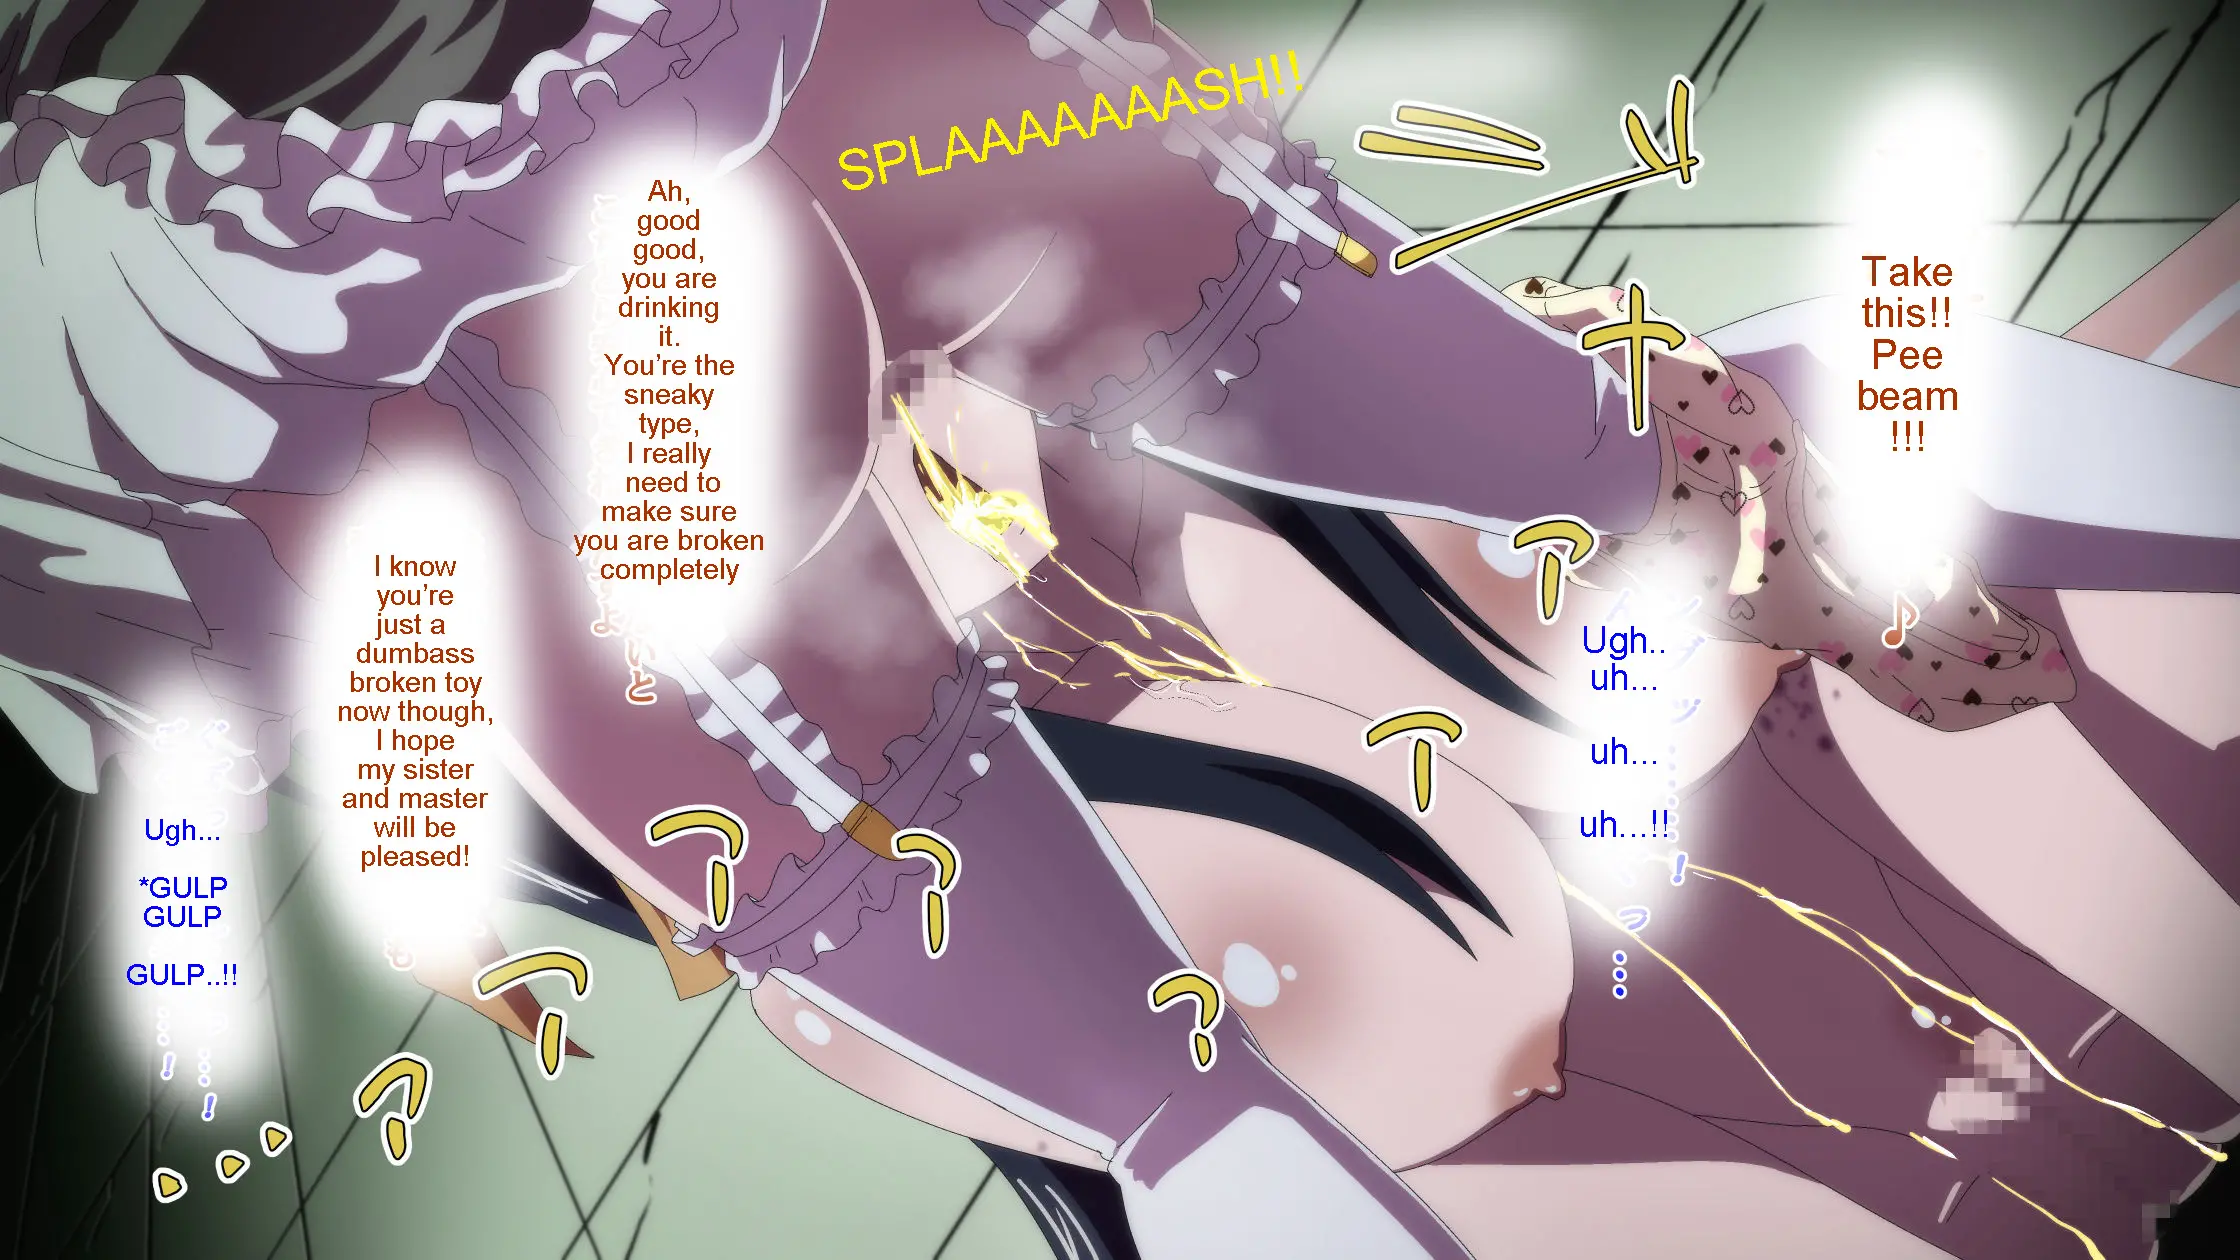 Take
this!!
Pee
beam
!!!
SPLAAAAAAASH!!
Ugh..
uh...
uh...
uh...!!
Ah,
good
good,
you are
drinking
it.
You're the
sneaky
type,
I really
need to
make sure
you are broken
completely
I know
you're
just a
dumbass
broken toy
now though,
I hope
my sister
and master
will be
pleased!
Ugh...
*GULP
GULP
GULP..!!